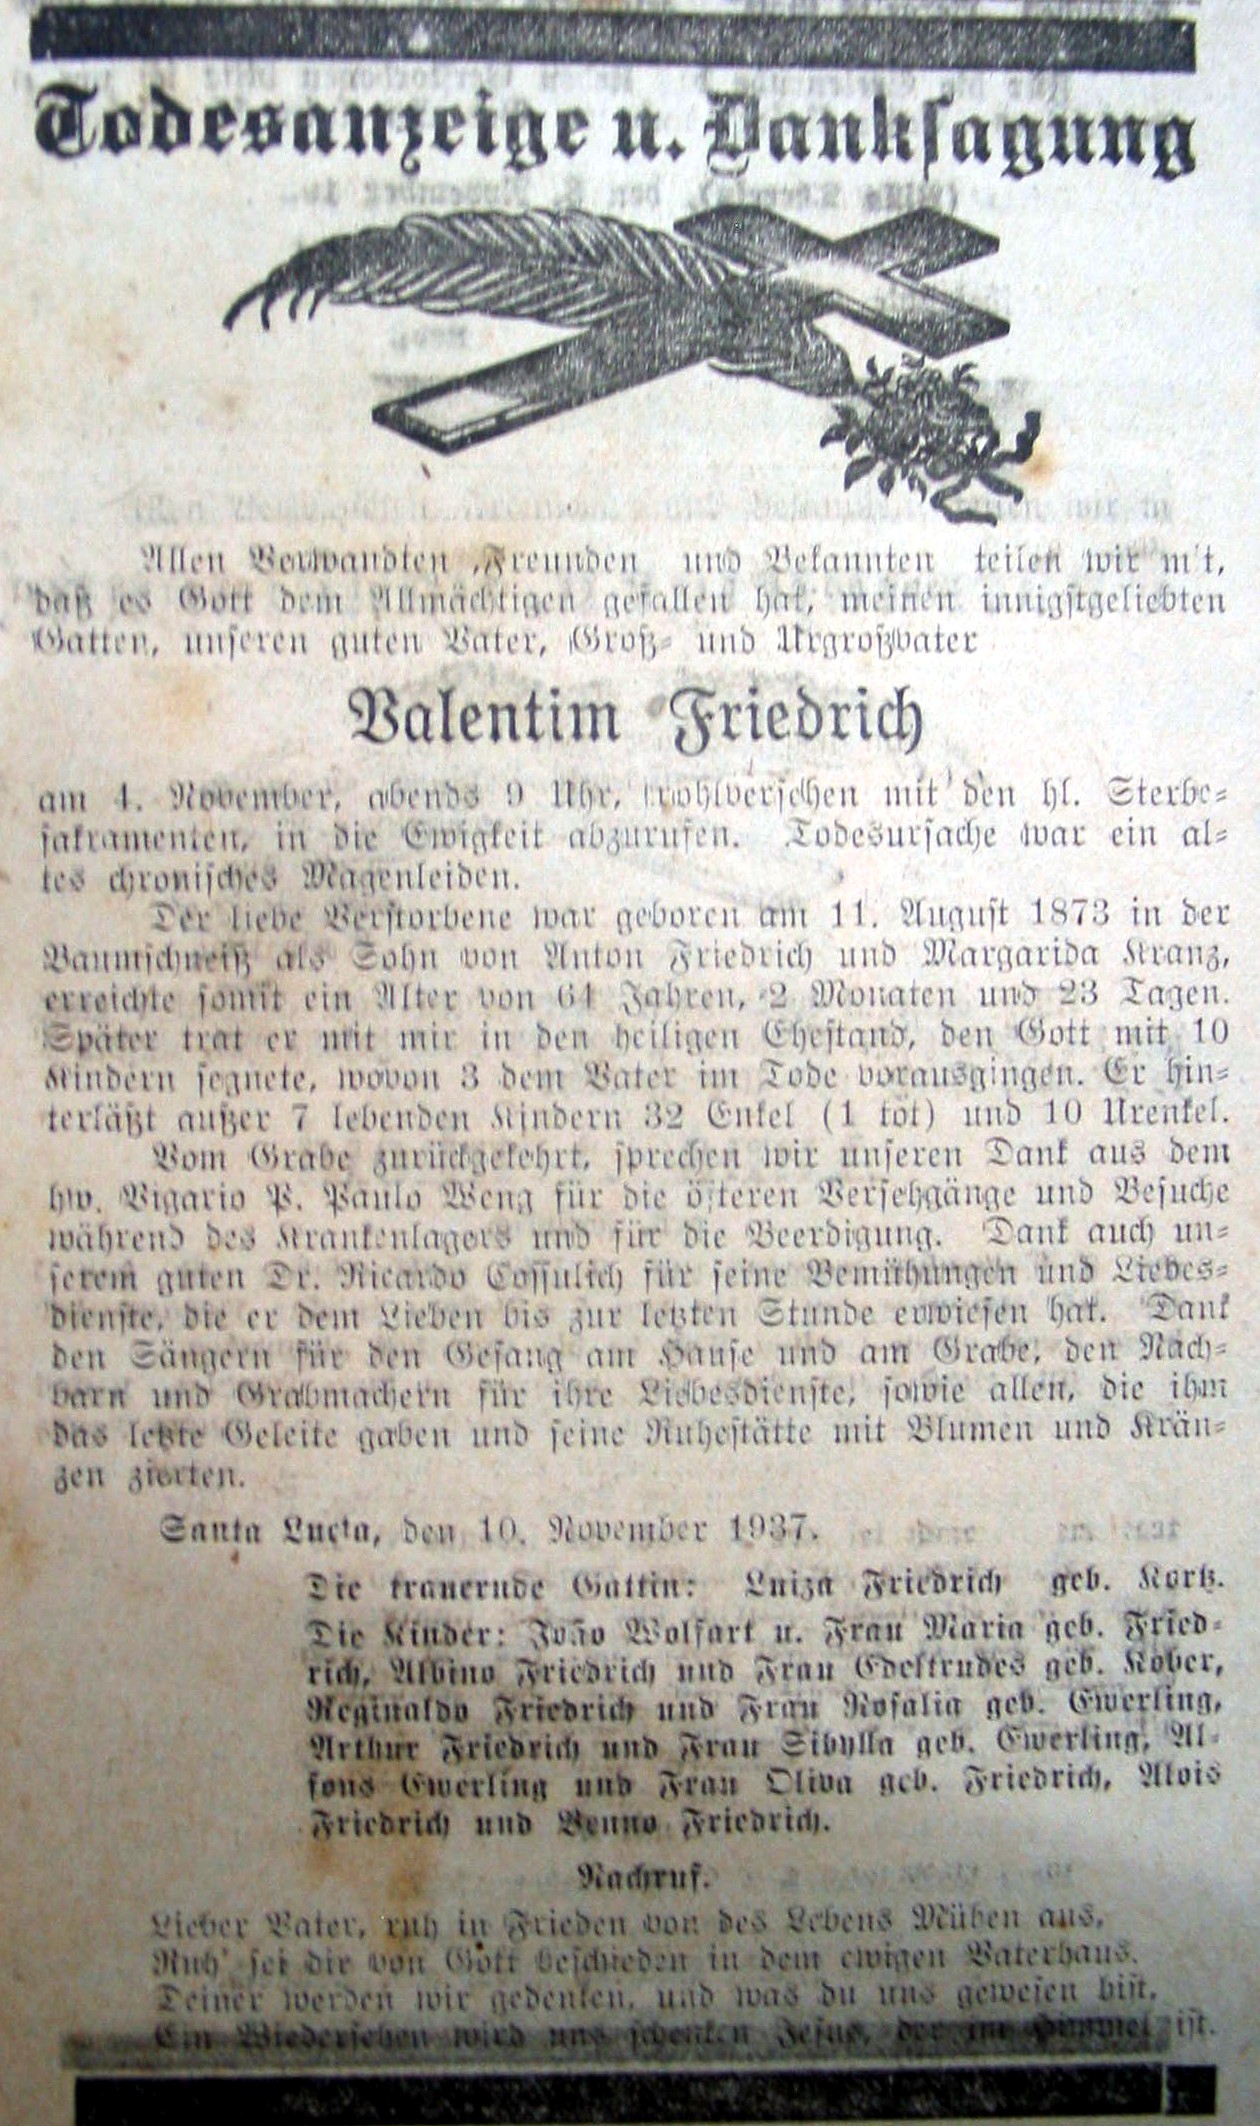 Todesanzeige u. Danksagung
Allen Verwandten ,Freunden und Bekannten teilen wir m't,
daß es Gott dem Allmächtigen gefallen hat, meinen innigstgeliebten
Gatten, unseren guten Vater, Groß- und Urgroßvater
Valentim Friedrich
am 4. November, abends 9 Uhr, wohlversehen mit den hl. Sterbe-
sakramenten, in die Ewigkeit abzurufen. Todesursache war ein al-
tes chronisches Magenleiden.
Der liebe Verstorbene war geboren am 11. August 1873 in der
Baumschneiß als Sohn von Anton Friedrich und Margarida Kranz,
erreichte somit ein Alter von 64 Jahren, 2 Monaten und 23 Tagen.
Später trat er mit mir in den heiligen Ehestand, den Gott mit 10
Kindern segnete, wovon 3 dem Vater im Tode vorausgingen. Er hin-
terläßt außer 7 lebenden Kindern 32 Enkel (1 tot) und 10 Urenkel.
Vom Grabe zurückgekehrt, sprechen wir unseren Dank aus dem
hw. Vigario P. Paulo Weng für die öfteren Versehgänge und Besuche
während des Krankenlagers und für die Beerdigung. Dank auch un-
serem guten Dr. Ricardo Cossulich für seine Bemühungen und Liebes-
dienste, die er dem Lieben bis zur letzten Stunde erwiesen hat. Dank
den Sängern für den Gesang am Hause und am Grabe, den Nach-
barn und Grabmachern für ihre Liebesdienste, sowie allen, die ihm
das letzte Geleite gaben und seine Ruhestätte mit Blumen und Krän-
zen zierten.
Santa Lucia, den 10. November 1937.
Die trauernde Gattin: Luiza Friedrich geb. Korb.
Die Kinder: João Wolfart u. Frau Maria geb. Fried-
rich, Albino Friedrich und Frau Edeltrudes geb. Kober,
Reginaldo Friedrich und Frau Rosalia geb. Ewerling,
Arthur Friedrich und Frau Sibylla geb. Ewerling, Al-
fons Ewerling und Frau Oliva geb. Friedrich, Alois
Friedrich und Benno Friedrich.
Nachruf.
Lieber Vater, ruh in Frieden von des Lebens Mühen aus,
Ruh' sei dir von Gott beschieden in dem ewigen Vaterhaus.
Deiner werden wir gedenken, und was du uns gewesen bist,
Ein Wiedersehen wird uns schenken Jesus, der im Himmel ist.